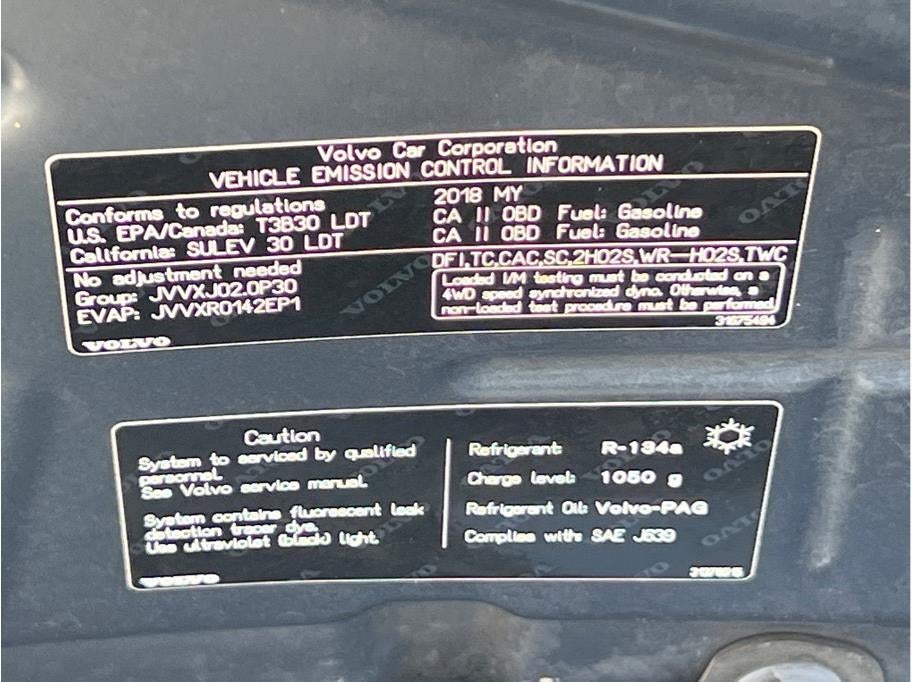 Volvo Car Corporation
VEHICLE EMISSION CONTROL INFORMATION
Conforms to regulations
U.S. EPA/Canada: T3B30 LDT
California: SULEV 30 LDT
2018 MY
CA II OBD Fuel: Gasoline
CA II OBD Fuel: Gasoline
No adjustment needed
Group: JVVXJ02.0P30
EVAP: JVVXR0142EP1
DFI,TC,CAC,SC,2HO2S,WR-HO2S,TWC
Loaded I/M testing must be conducted on a
4WD speed synchronized dyno. Otherwise, a
non-loaded test procedure must be performed
31675494
VOLVO
Caution
System to serviced by qualified
personnel.
See Volvo service manual.
System contains fluorescent leak
detection tracer dye.
Use ultraviolet (black) light.
Refrigerant: R-134a
Charge level: 1050 g
Refrigerant Oil: Volvo-PAG
Complies with: SAE J639
VOLVO